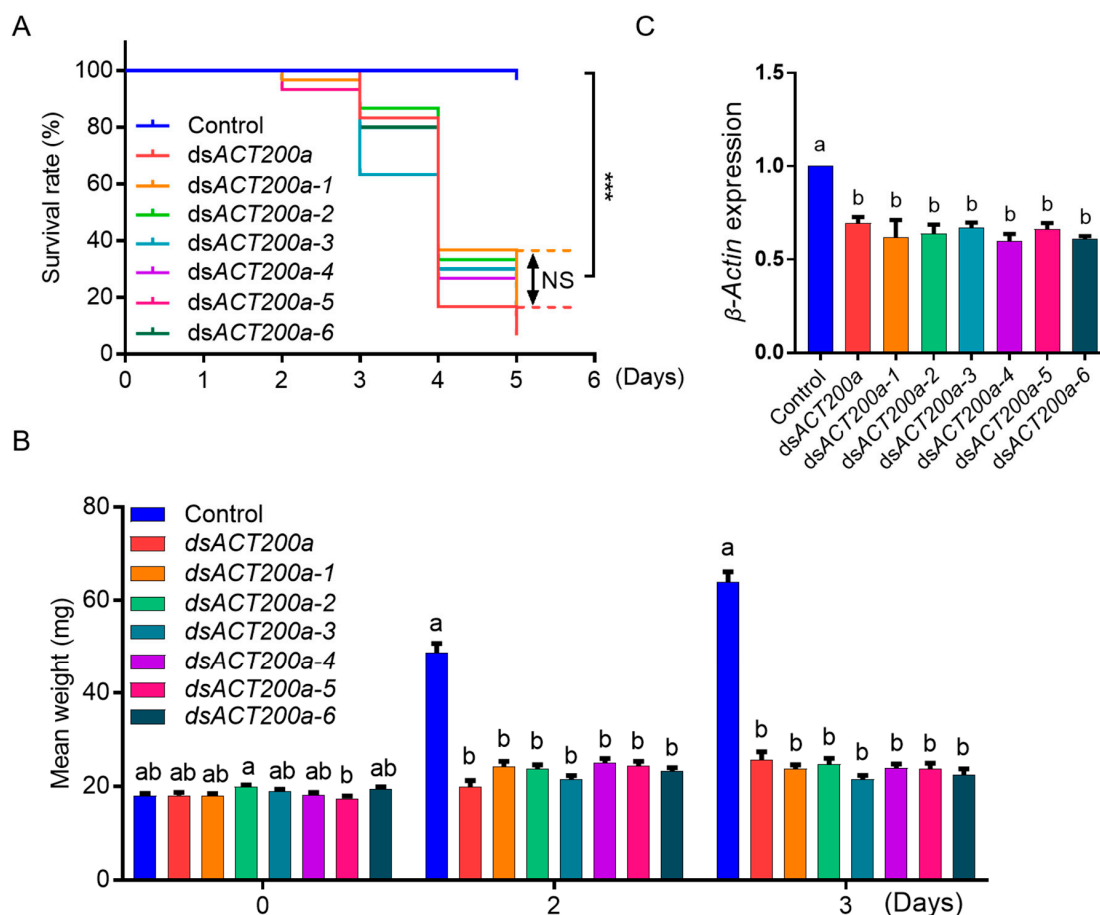 A
Survival rate (%)
100
80
60
40
20
0
Control
dsACT200a
dsACT200a-1
dsACT200a-2
dsACT200a-3
dsACT200a-4
dsACT200a-5
dsACT200a-6
***
NS
0 1 2 3 4 5 6 (Days)
C
β-Actin expression
1.5
1.0
0.5
0.0
a b b b b b b b
Control
dsACT200a
dsACT200a-1
dsACT200a-2
dsACT200a-3
dsACT200a-4
dsACT200a-5
dsACT200a-6
B
Mean weight (mg)
80
60
40
20
0
Control
dsACT200a
dsACT200a-1
dsACT200a-2
dsACT200a-3
dsACT200a-4
dsACT200a-5
dsACT200a-6
ab ab ab a ab ab b ab
a b b b b b b b
a b b b b b b b
0 2 3 (Days)